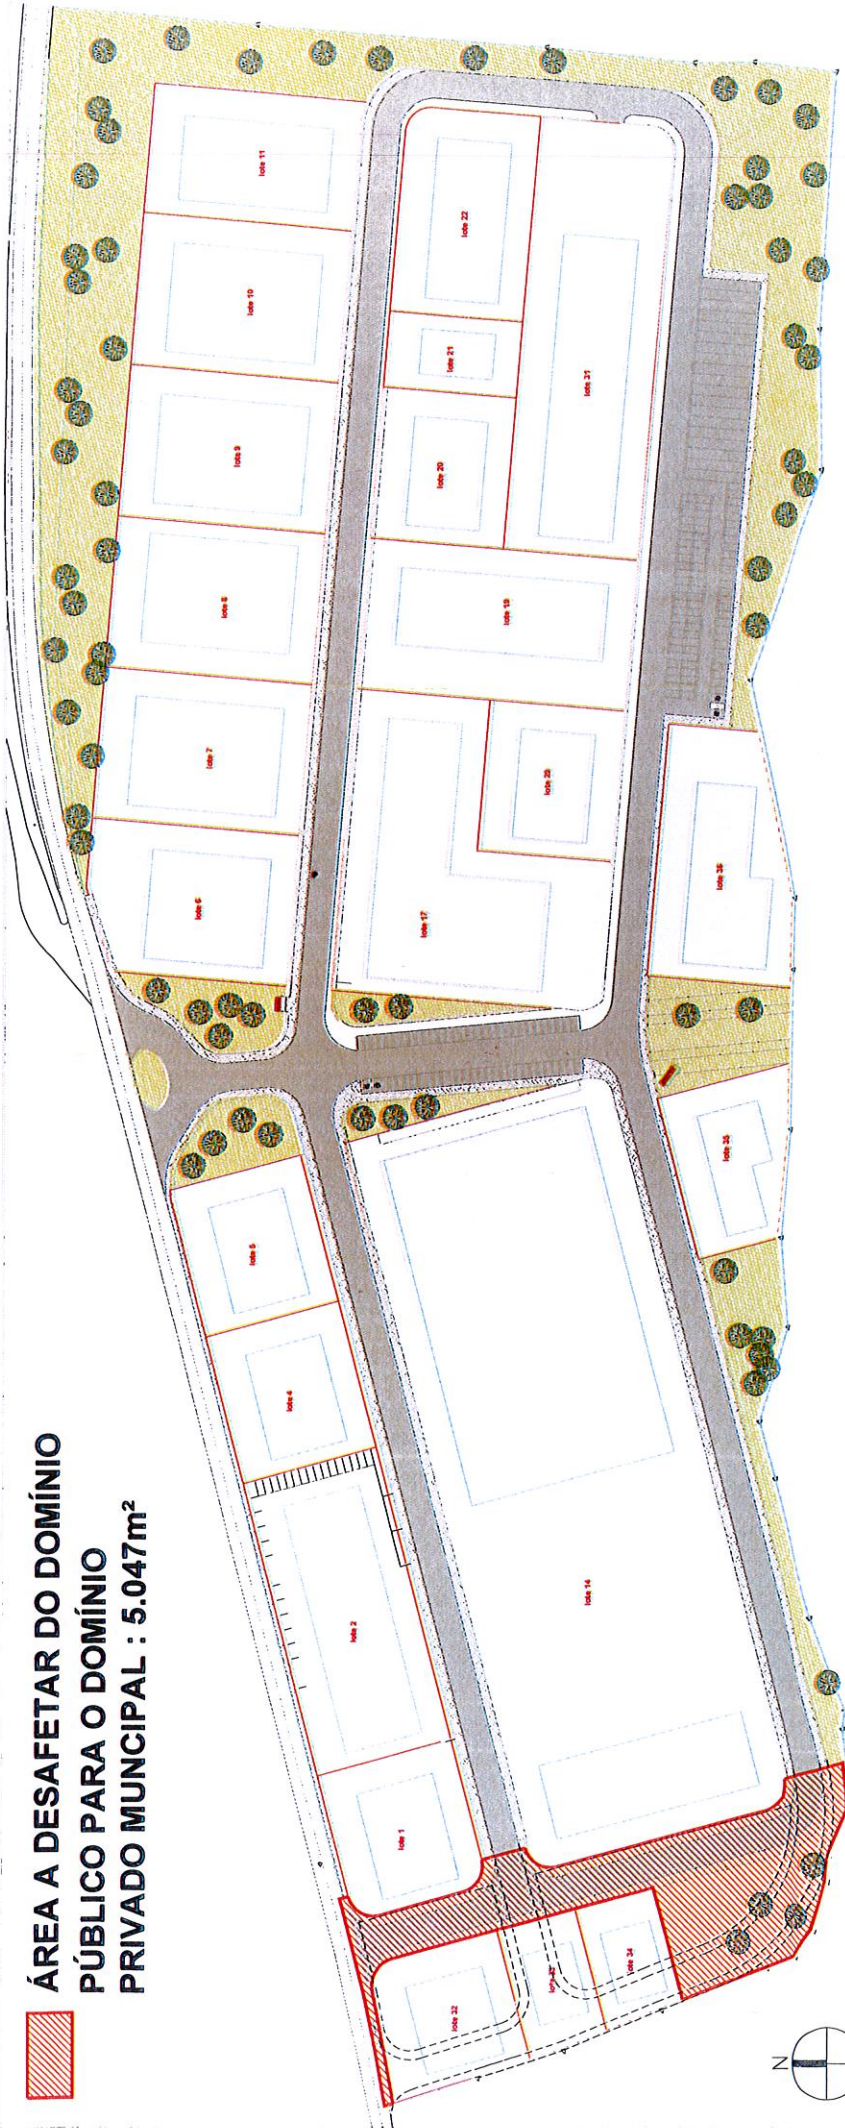 ÁREA A DESAFETAR DO DOMÍNIO
PÚBLICO PARA O DOMÍNIO
PRIVADO MUNCIPAL : 5.047m²
lote 11
lote 10
lote 9
lote 8
lote 7
lote 6
lote 5
lote 4
lote 2
lote 1
lote 22
lote 21
lote 20
lote 31
lote 19
lote 17
lote 14
lote 36
lote 35
lote 32
lote 34
N